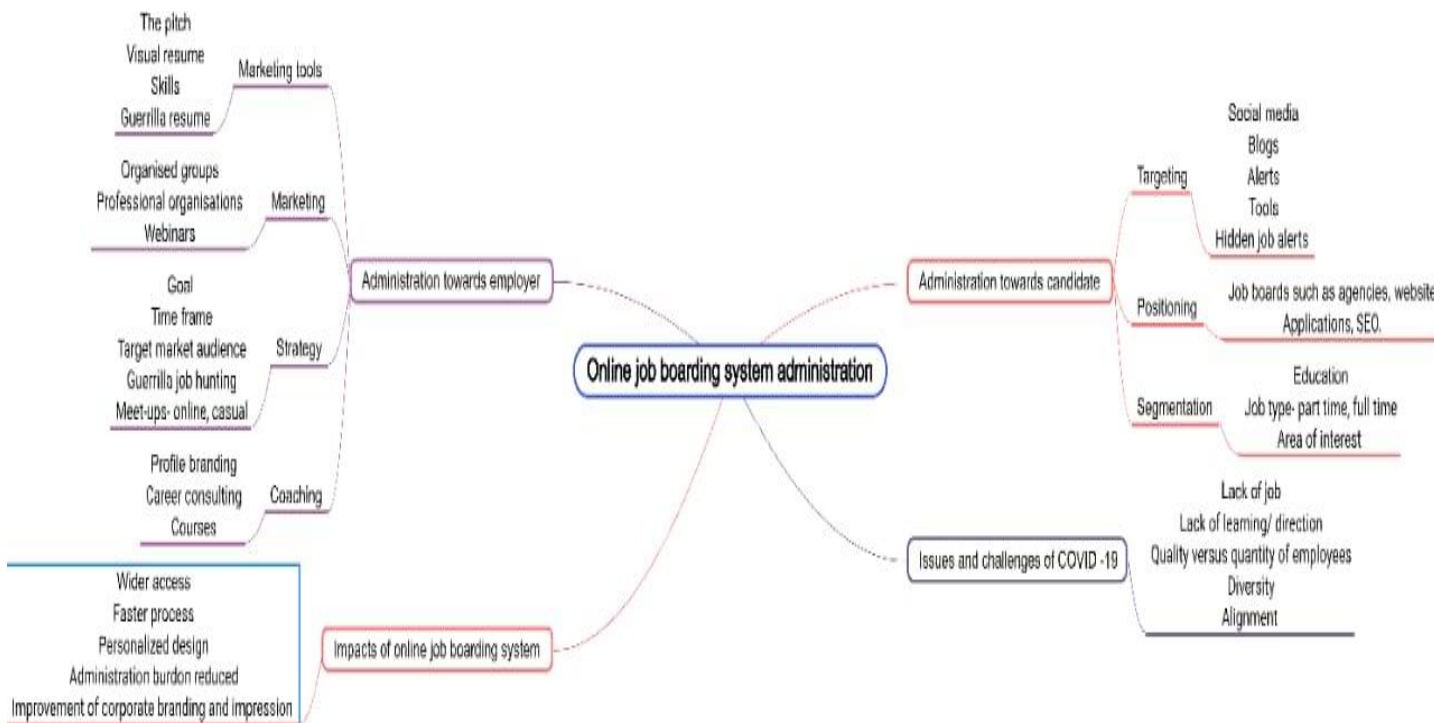 The pitch
Visual resume
Skills
Guerrilla resume
Marketing tools
Organised groups
Professional organisations
Webinars
Marketing
Goal
Time frame
Target market audience
Guerrilla job hunting
Meet-ups- online, casual
Strategy
Profile branding
Career consulting
Courses
Coaching
Administration towards employer
Wider access
Faster process
Personalized design
Administration burdon reduced
Improvement of corporate branding and impression
Impacts of online job boarding system
Online job boarding system administration
Administration towards candidate
Targeting
Social media
Blogs
Alerts
Tools
Hidden job alerts
Positioning
Job boards such as agencies, website
Applications, SEO.
Segmentation
Education
Job type- part time, full time
Area of interest
Issues and challenges of COVID -19
Lack of job
Lack of learning/ direction
Quality versus quantity of employees
Diversity
Alignment